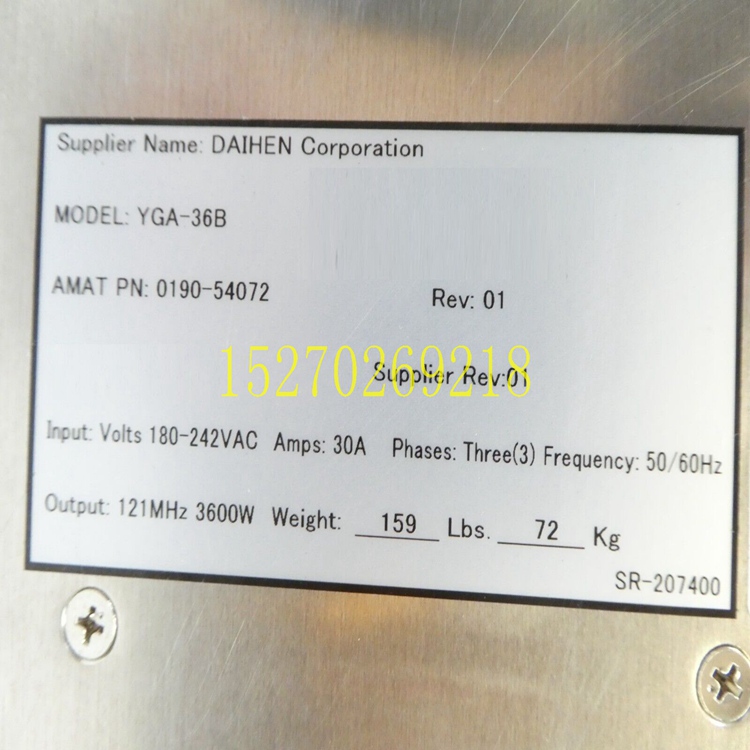 Supplier Name: DAIHEN Corporation
MODEL: YGA-36B
AMAT PN: 0190-54072 Rev: 01
15270269218
Supplier Rev:01
Input: Volts 180-242VAC Amps: 30A Phases: Three(3) Frequency: 50/60Hz
Output: 121MHz 3600W Weight: 159 Lbs. 72 Kg
SR-207400